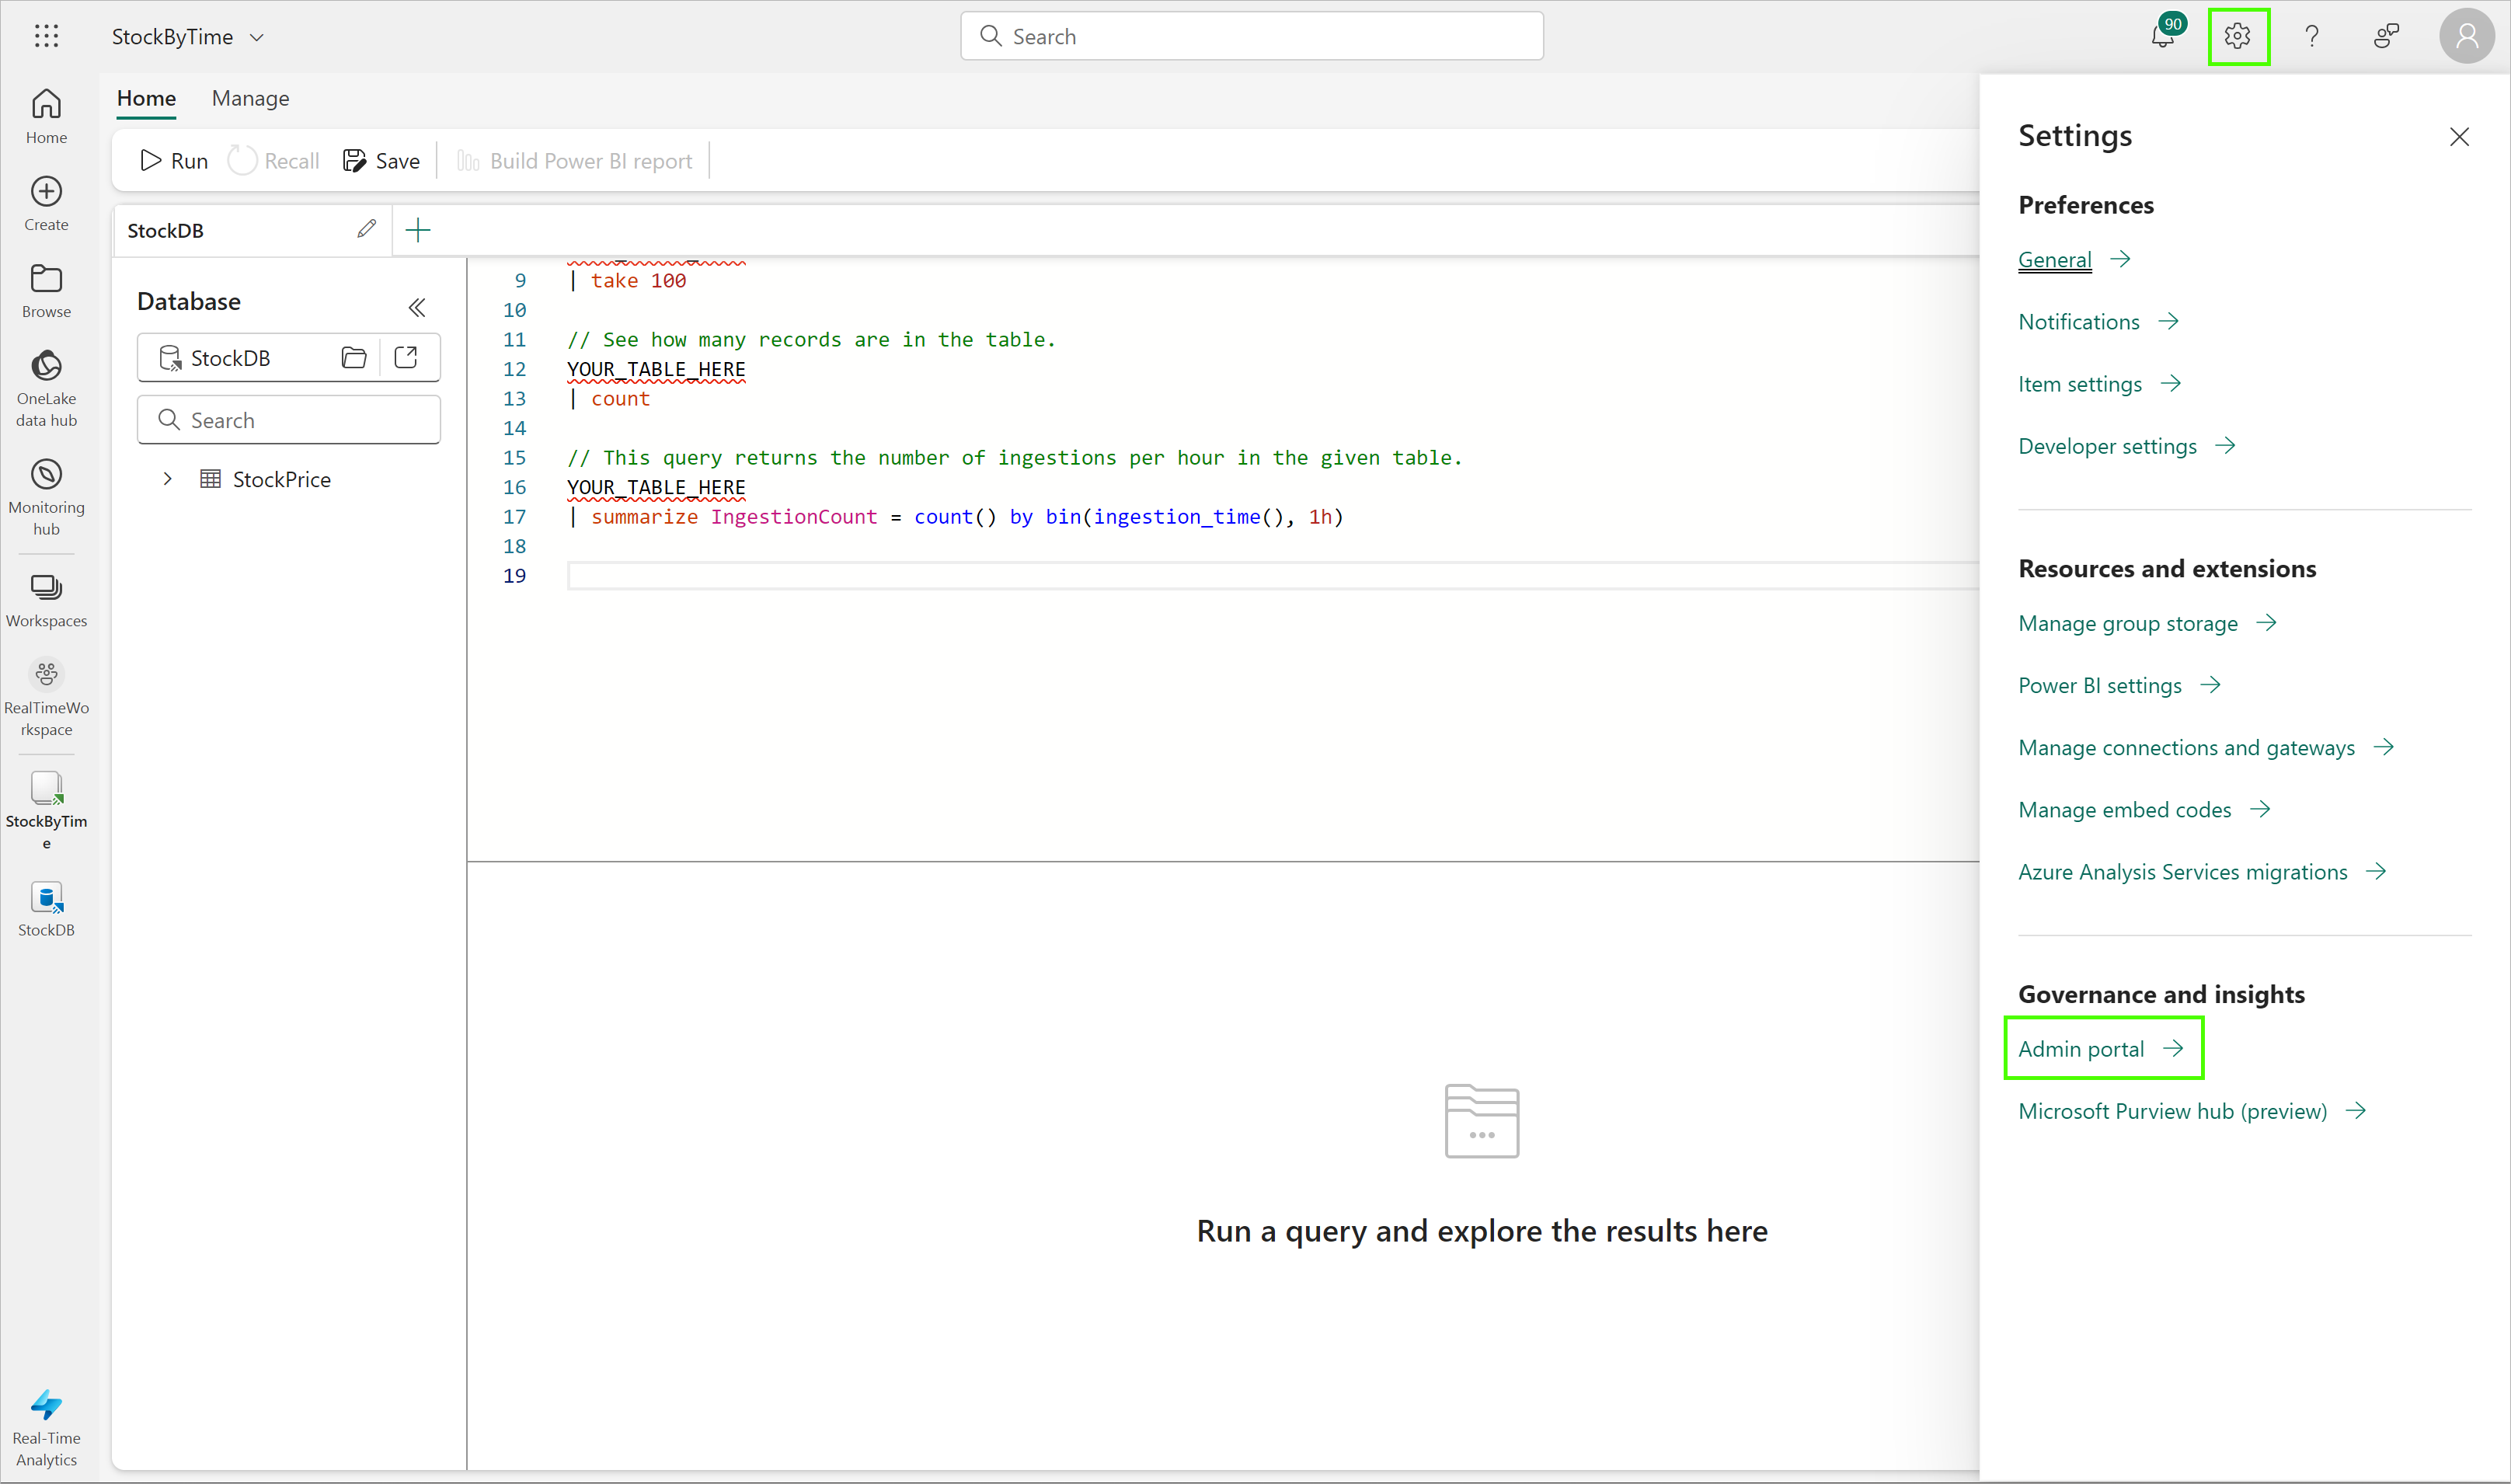 StockByTime
Search
90
Home
Manage
Run
Recall
Save
Build Power BI report
Home
Create
Browse
OneLake
data hub
Monitoring
hub
Workspaces
RealTimeWo
rkspace
StockByTim
e
StockDB
Real-Time
Analytics
StockDB
Database
StockDB
Search
StockPrice
9 | take 100
10
11 // See how many records are in the table.
12 YOUR_TABLE_HERE
13 | count
14
15 // This query returns the number of ingestions per hour in the given table.
16 YOUR_TABLE_HERE
17 | summarize IngestionCount = count() by bin(ingestion_time(), 1h)
18
19
Run a query and explore the results here
Settings
Preferences
General
Notifications
Item settings
Developer settings
Resources and extensions
Manage group storage
Power BI settings
Manage connections and gateways
Manage embed codes
Azure Analysis Services migrations
Governance and insights
Admin portal
Microsoft Purview hub (preview)